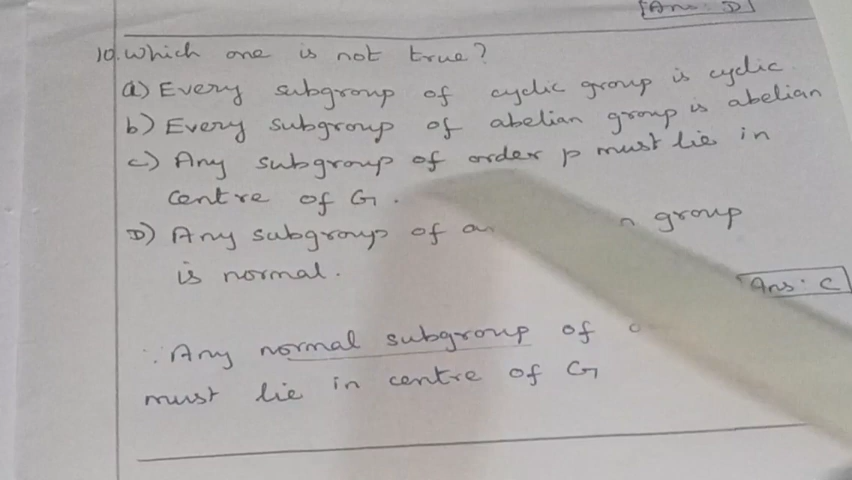 [Ans: D]
10. Which one is not true?
a) Every subgroup of cyclic group is cyclic
b) Every subgroup of abelian group is abelian
c) Any subgroup of order p must lie in
centre of G.
D) Any subgroup of group
is normal.
Ans: C
∴ Any normal subgroup of
must lie in centre of G